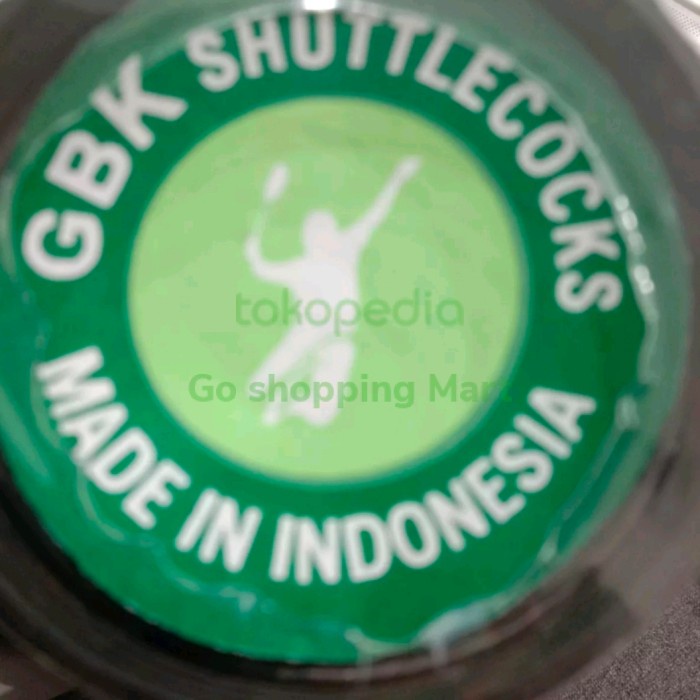 GBK SHUTTLECOCKS
tokopedia
Go shopping Mart
MADE IN INDONESIA